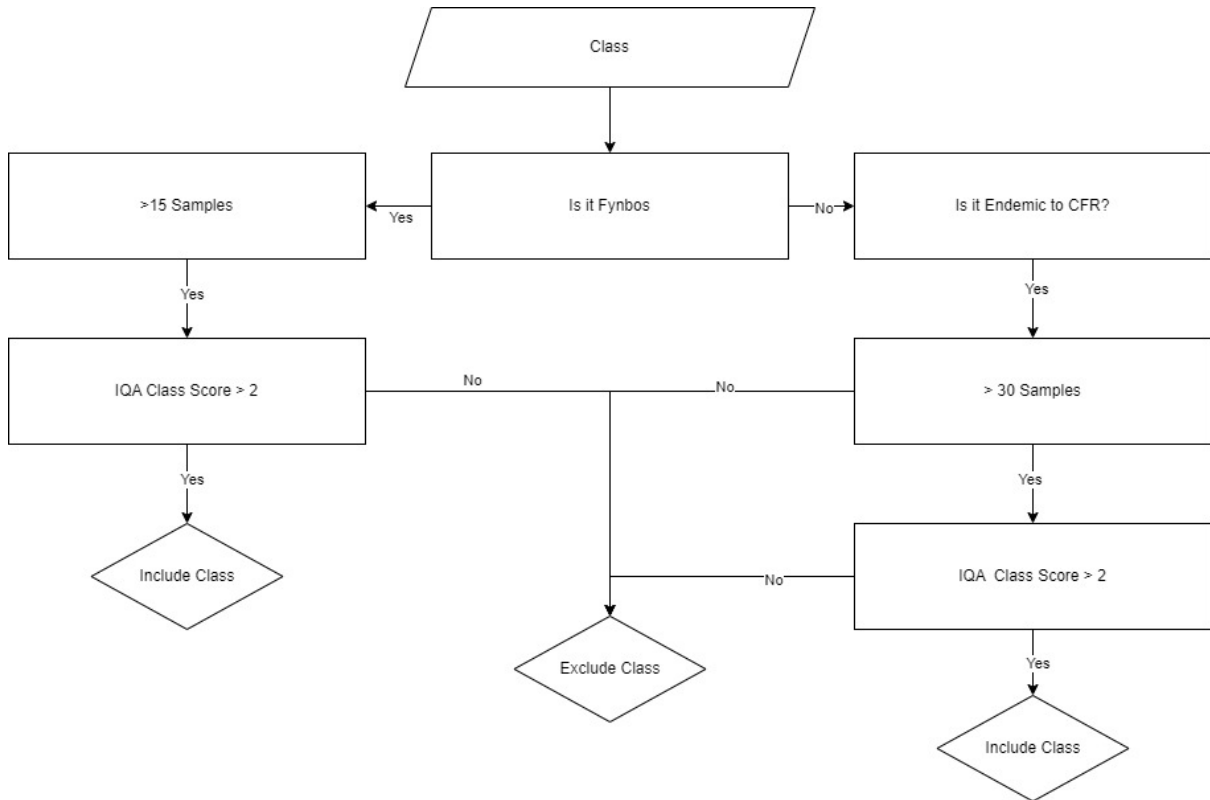 Class
>15 Samples
Yes
Is it Fynbos
No
Is it Endemic to CFR?
Yes
Yes
IQA Class Score > 2
No
No
> 30 Samples
Yes
Yes
Include Class
No
IQA Class Score > 2
Exclude Class
Yes
Include Class